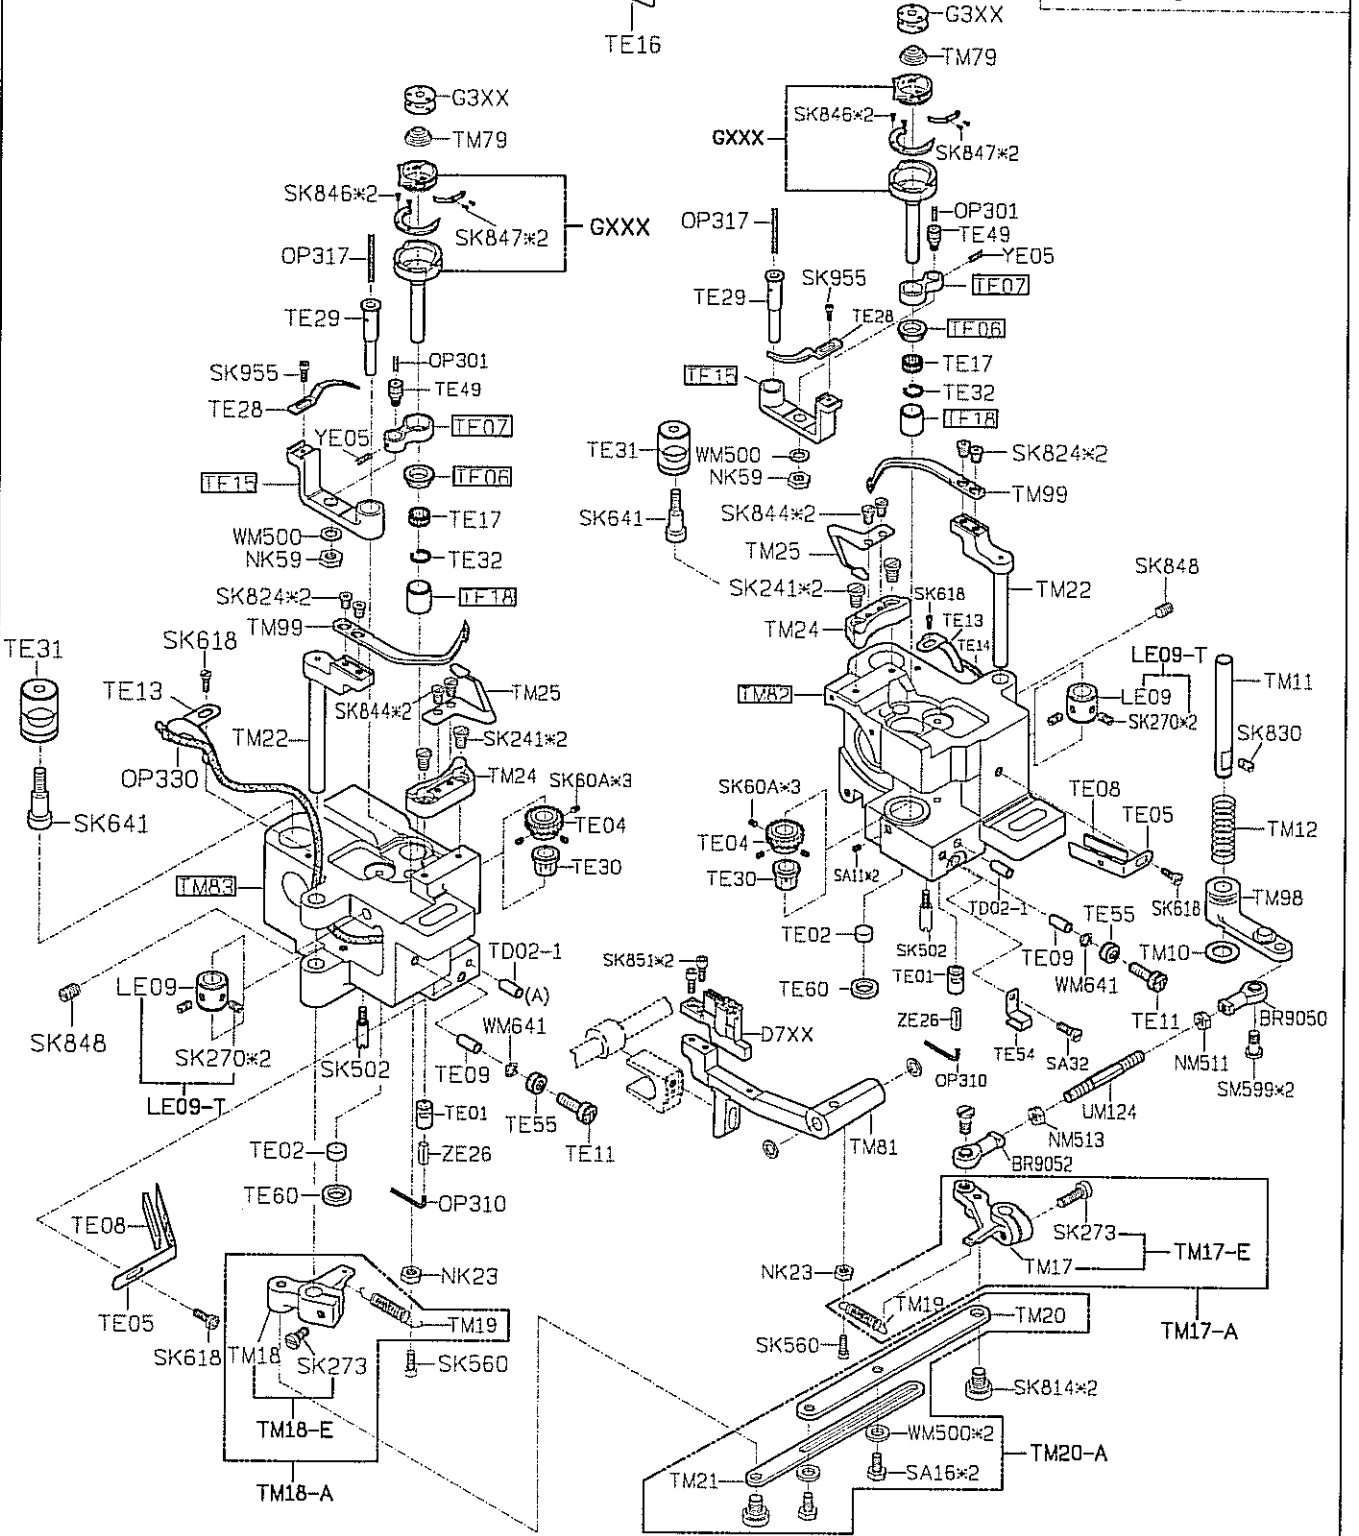 TE16
G3XX
TM79
SK846*2
GXXX
SK847*2
OP317
OP301
TE49
YE05
TE07
SK955
TE29
TE28
TE06
TE17
TE15
TE32
TE18
TE31
WM500
NK59
SK824*2
TM99
SK641
SK844*2
TM25
SK241*2
SK618
TM22
SK848
TM24
TE13
TE14
LE09-T
TM82
LE09
SK270*2
TM11
SK830
SK60A*3
TE08
TE05
TE04
TM12
SA11*2
TE30
TD02-1
SK618
TM98
TE02
SK502
TE55
TE09
TM10
TE01
WM641
TE60
TE11
BR9050
ZE26
TE54
SA32
NM511
OP310
SM599*2
UM124
NM513
BR9052
G3XX
TM79
SK846*2
SK847*2
GXXX
OP317
TE29
OP301
SK955
TE49
TE28
YE05
TE07
TE15
TE06
TE17
WM500
NK59
TE32
SK824*2
TE18
TM99
TE31
SK618
TE13
TM25
SK844*2
TM22
SK241*2
OP330
TM24
SK60A*3
SK641
TE04
TE30
TM83
TD02-1
(A)
LE09
SK848
SK270*2
LE09-T
SK502
WM641
TE09
TE55
TE11
TE01
TE02
ZE26
TE60
OP310
TE08
TE05
SK618
NK23
TM19
TM18
SK273
SK560
TM18-E
TM18-A
SK851*2
D7XX
TM81
SK273
TM17
TM17-E
NK23
TM19
TM20
TM17-A
SK560
SK814*2
WM500*2
TM21
SA16*2
TM20-A